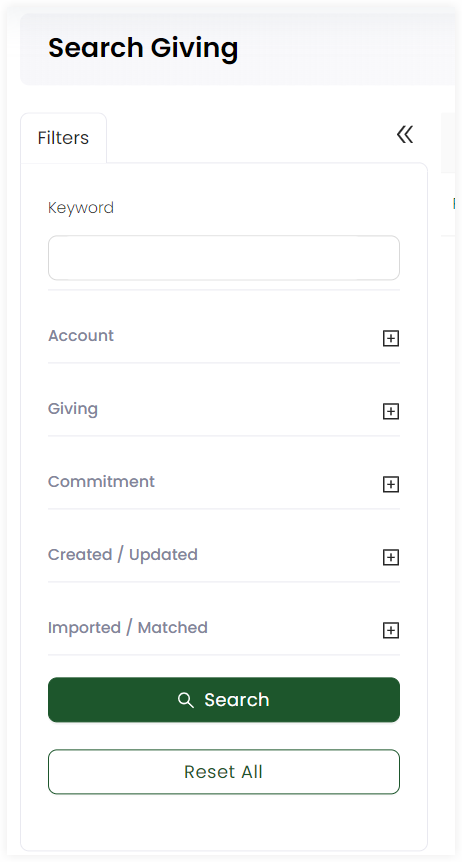 Search Giving
Filters
Keyword
Account
Giving
Commitment
Created / Updated
Imported / Matched
Search
Reset All